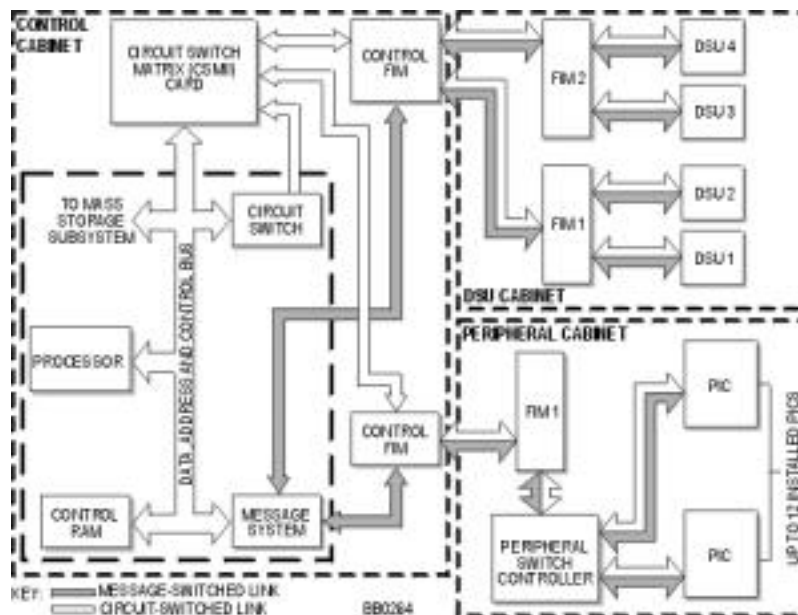 CONTROL
CABINET
CIRCUIT SWITCH
MATRIX (CSMII)
CARD
CONTROL
FIM
TO MASS
STORAGE
SUBSYSTEM
CIRCUIT
SWITCH
DATA, ADDRESS AND CONTROL BUS
PROCESSOR
CONTROL
RAM
MESSAGE
SYSTEM
CONTROL
FIM
FIM 2
DSU 4
DSU 3
FIM 1
DSU 2
DSU 1
DSU CABINET
PERIPHERAL CABINET
FIM 1
PIC
PERIPHERAL
SWITCH
CONTROLLER
PIC
UP TO 12 INSTALLED PICS
KEY:
MESSAGE-SWITCHED LINK
CIRCUIT-SWITCHED LINK
BB0264